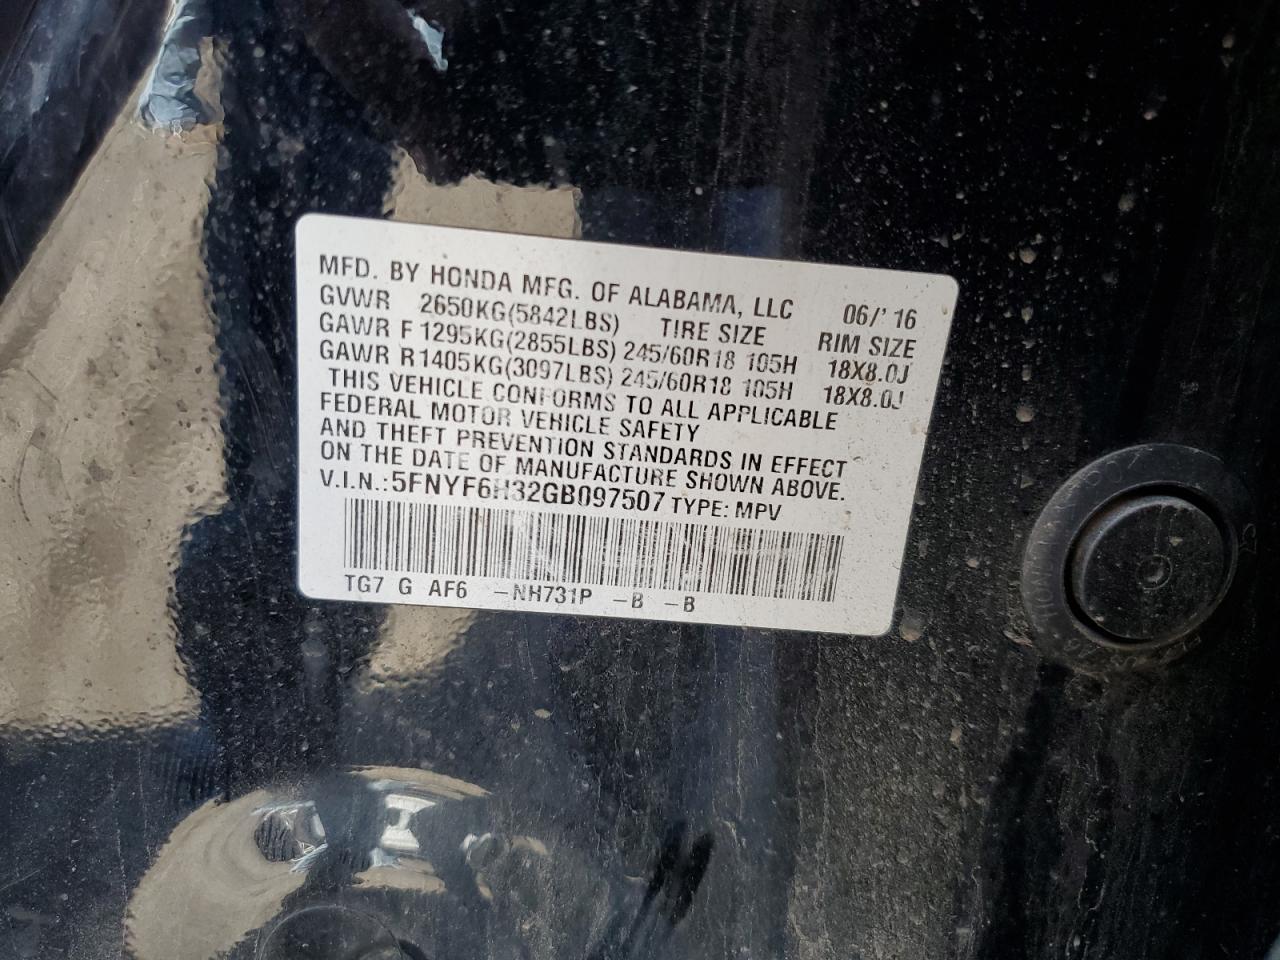 MFD. BY HONDA MFG. OF ALABAMA, LLC 06/' 16
GVWR 2650KG(5842LBS) TIRE SIZE RIM SIZE
GAWR F 1295KG(2855LBS) 245/60R18 105H 18X8.0J
GAWR R1405KG(3097LBS) 245/60R18 105H 18X8.0J
THIS VEHICLE CONFORMS TO ALL APPLICABLE
FEDERAL MOTOR VEHICLE SAFETY
AND THEFT PREVENTION STANDARDS IN EFFECT
ON THE DATE OF MANUFACTURE SHOWN ABOVE.
V.I.N.:5FNYF6H32GB097507 TYPE: MPV
TG7 G AF6 -NH731P -B -B